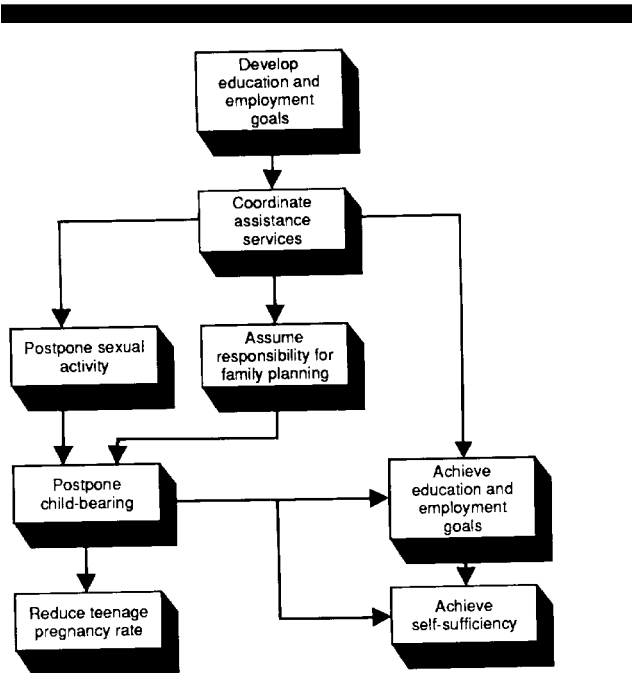 Develop
education and
employment
goals
Coordinate
assistance
services
Postpone sexual
activity
Assume
responsibility for
family planning
Postpone
child-bearing
Achieve
education and
employment
goals
Reduce teenage
pregnancy rate
Achieve
self-sufficiency